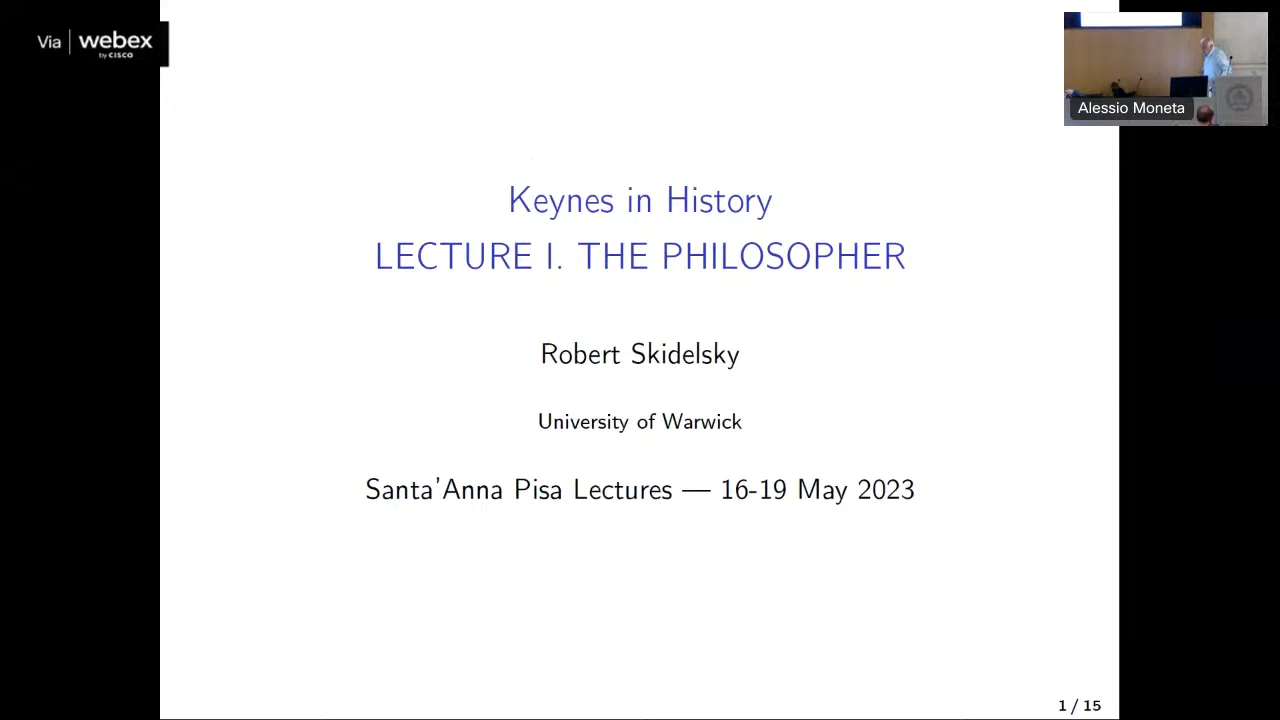 Via webex
by CISCO
Alessio Moneta
Keynes in History
LECTURE I. THE PHILOSOPHER
Robert Skidelsky
University of Warwick
Santa'Anna Pisa Lectures — 16-19 May 2023
1 / 15